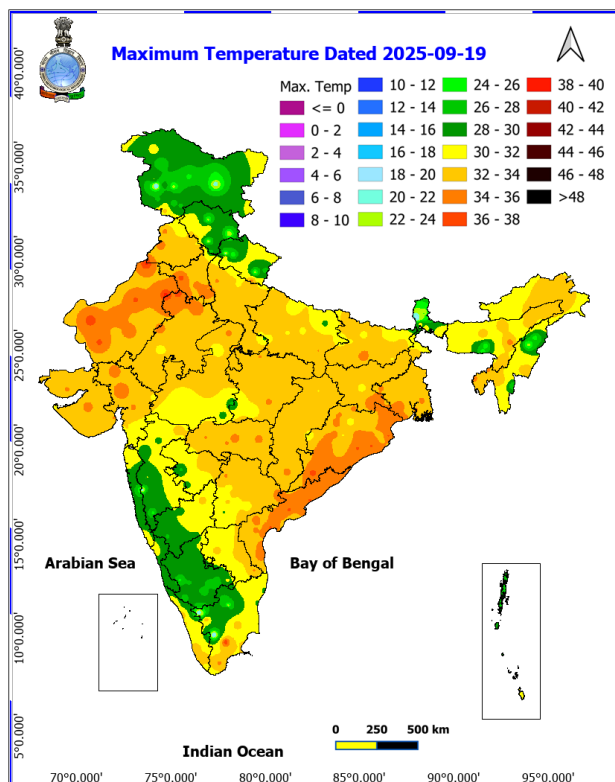 Maximum Temperature Dated 2025-09-19
Max. Temp
<= 0
0 - 2
2 - 4
4 - 6
6 - 8
8 - 10
10 - 12
12 - 14
14 - 16
16 - 18
18 - 20
20 - 22
22 - 24
24 - 26
26 - 28
28 - 30
30 - 32
32 - 34
34 - 36
36 - 38
38 - 40
40 - 42
42 - 44
44 - 46
46 - 48
>48
40°0.000'
35°0.000'
30°0.000'
25°0.000'
20°0.000'
15°0.000'
10°0.000'
5°0.000'
Arabian Sea
Bay of Bengal
Indian Ocean
0 250 500 km
70°0.000' 75°0.000' 80°0.000' 85°0.000' 90°0.000' 95°0.000'